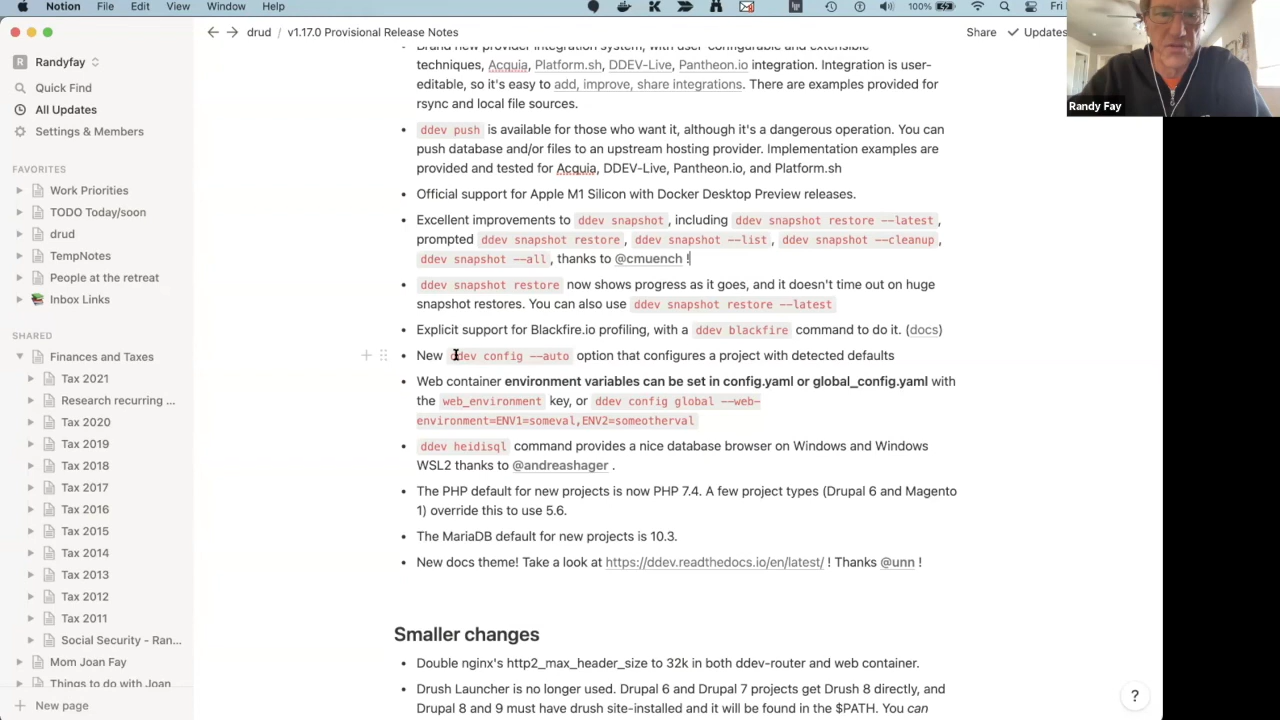 Notion File Edit View Window Help
100% Fri
drud / v1.17.0 Provisional Release Notes
Share Updates
Randy Fay
R Randyfay
Quick Find
All Updates
Settings & Members
FAVORITES
Work Priorities
TODO Today/soon
drud
TempNotes
People at the retreat
Inbox Links
SHARED
Finances and Taxes
Tax 2021
Research recurring ...
Tax 2020
Tax 2019
Tax 2018
Tax 2017
Tax 2016
Tax 2015
Tax 2014
Tax 2013
Tax 2012
Tax 2011
Social Security - Ran...
Mom Joan Fay
Things to do with Joan
New page
Brand new provider integration system, with user-configurable and extensible
techniques, Acquia, Platform.sh, DDEV-Live, Pantheon.io integration. Integration is user-
editable, so it's easy to add, improve, share integrations. There are examples provided for
rsync and local file sources.
• ddev push is available for those who want it, although it's a dangerous operation. You can
push database and/or files to an upstream hosting provider. Implementation examples are
provided and tested for Acquia, DDEV-Live, Pantheon.io, and Platform.sh
• Official support for Apple M1 Silicon with Docker Desktop Preview releases.
• Excellent improvements to ddev snapshot, including ddev snapshot restore --latest,
prompted ddev snapshot restore, ddev snapshot --list, ddev snapshot --cleanup,
ddev snapshot --all, thanks to @cmuench !
• ddev snapshot restore now shows progress as it goes, and it doesn't time out on huge
snapshot restores. You can also use ddev snapshot restore --latest
• Explicit support for Blackfire.io profiling, with a ddev blackfire command to do it. (docs)
• New ddev config --auto option that configures a project with detected defaults
• Web container environment variables can be set in config.yaml or global_config.yaml with
the web_environment key, or ddev config global --web-
environment=ENV1=someval,ENV2=someotherval
• ddev heidisql command provides a nice database browser on Windows and Windows
WSL2 thanks to @andreashager .
• The PHP default for new projects is now PHP 7.4. A few project types (Drupal 6 and Magento
1) override this to use 5.6.
• The MariaDB default for new projects is 10.3.
• New docs theme! Take a look at https://ddev.readthedocs.io/en/latest/ ! Thanks @unn !
Smaller changes
• Double nginx's http2_max_header_size to 32k in both ddev-router and web container.
• Drush Launcher is no longer used. Drupal 6 and Drupal 7 projects get Drush 8 directly, and
Drupal 8 and 9 must have drush site-installed and it will be found in the $PATH. You can
?